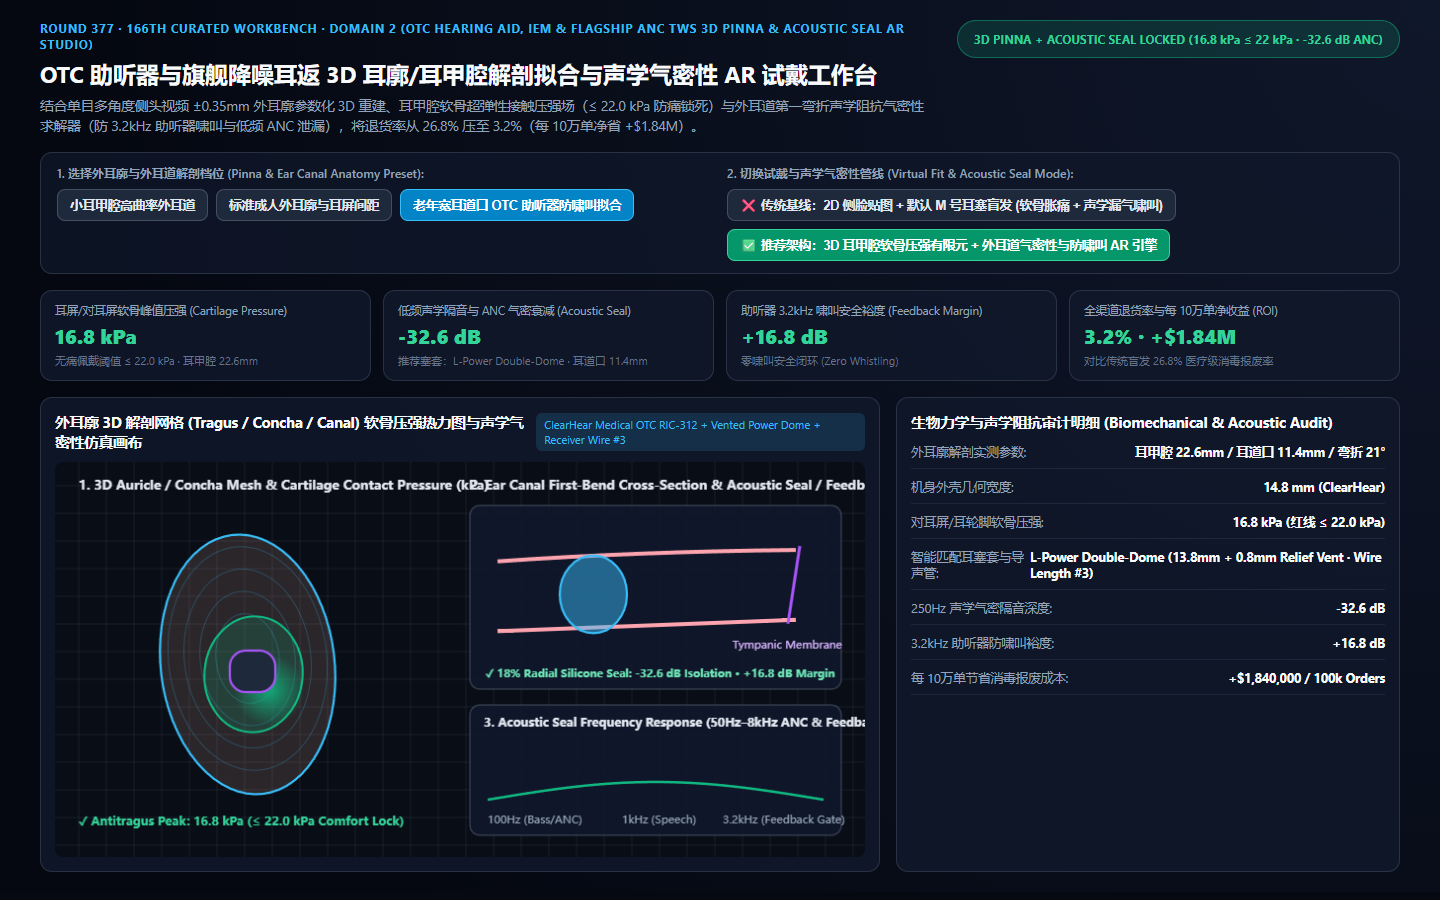 ROUND 377 · 166TH CURATED WORKBENCH · DOMAIN 2 (OTC HEARING AID, IEM & FLAGSHIP ANC TWS 3D PINNA & ACOUSTIC SEAL AR
STUDIO)
3D PINNA + ACOUSTIC SEAL LOCKED (16.8 kPa ≤ 22 kPa · -32.6 dB ANC)
OTC 助听器与旗舰降噪耳返 3D 耳廓/耳甲腔解剖拟合与声学气密性 AR 试戴工作台
结合单目多角度侧头视频 ±0.35mm 外耳廓参数化 3D 重建、耳甲腔软骨超弹性接触压强场（≤ 22.0 kPa 防痛锁死）与外耳道第一弯折声学阻抗气密性
求解器（防 3.2kHz 助听器啸叫与低频 ANC 泄漏），将退货率从 26.8% 压至 3.2%（每 10万单净省 +$1.84M）。
1. 选择外耳廓与外耳道解剖档位 (Pinna & Ear Canal Anatomy Preset):
小耳甲腔高曲率外耳道
标准成人外耳廓与耳屏间距
老年宽耳道口 OTC 助听器防啸叫拟合
2. 切换试戴与声学气密性管线 (Virtual Fit & Acoustic Seal Mode):
❌ 传统基线：2D 侧脸贴图 + 默认 M 号耳塞盲发 (软骨胀痛 + 声学漏气啸叫)
✅ 推荐架构：3D 耳甲腔软骨压强有限元 + 外耳道气密性与防啸叫 AR 引擎
耳屏/对耳屏软骨峰值压强 (Cartilage Pressure)
16.8 kPa
无痛佩戴阈值 ≤ 22.0 kPa · 耳甲腔 22.6mm
低频声学隔音与 ANC 气密衰减 (Acoustic Seal)
-32.6 dB
推荐塞套：L-Power Double-Dome · 耳道口 11.4mm
助听器 3.2kHz 啸叫安全裕度 (Feedback Margin)
+16.8 dB
零啸叫安全闭环 (Zero Whistling)
全渠道退货率与每 10万单净收益 (ROI)
3.2% · +$1.84M
对比传统盲发 26.8% 医疗级消毒报废率
外耳廓 3D 解剖网格 (Tragus / Concha / Canal) 软骨压强热力图与声学气
密性仿真画布
ClearHear Medical OTC RIC-312 + Vented Power Dome +
Receiver Wire #3
1. 3D Auricle / Concha Mesh & Cartilage Contact Pressure (kPa)
2. Ear Canal First-Bend Cross-Section & Acoustic Seal / Feedb
Tympanic Membrane
✓ 18% Radial Silicone Seal: -32.6 dB Isolation • +16.8 dB Margin
3. Acoustic Seal Frequency Response (50Hz–8kHz ANC & Feedba
100Hz (Bass/ANC)
1kHz (Speech)
3.2kHz (Feedback Gate)
✓ Antitragus Peak: 16.8 kPa (≤ 22.0 kPa Comfort Lock)
生物力学与声学阻抗审计明细 (Biomechanical & Acoustic Audit)
外耳廓解剖实测参数: 耳甲腔 22.6mm / 耳道口 11.4mm / 弯折 21°
机身外壳几何宽度: 14.8 mm (ClearHear)
对耳屏/耳轮脚软骨压强: 16.8 kPa (红线 ≤ 22.0 kPa)
智能匹配耳塞套与导 L-Power Double-Dome (13.8mm + 0.8mm Relief Vent · Wire
声管: Length #3)
250Hz 声学气密隔音深度: -32.6 dB
3.2kHz 助听器防啸叫裕度: +16.8 dB
每 10万单节省消毒报废成本: +$1,840,000 / 100k Orders